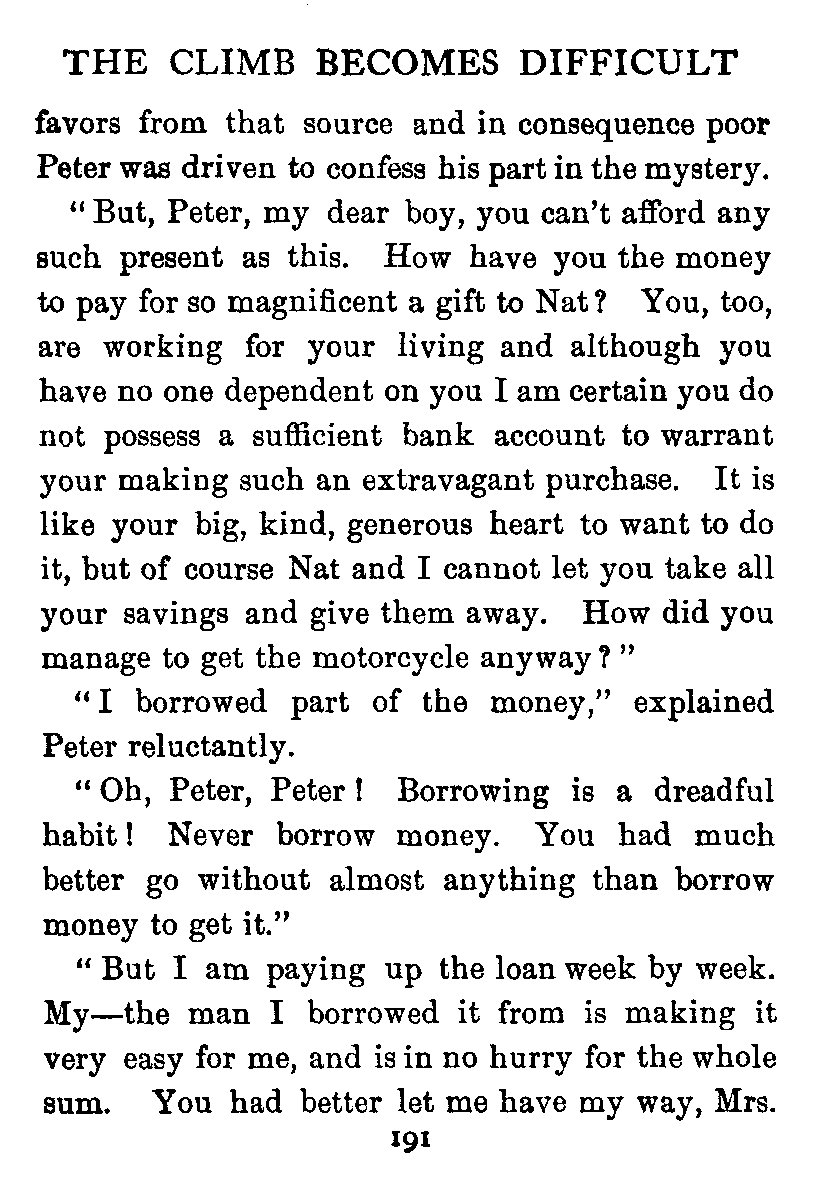 THE CLIMB BECOMES DIFFICULT
favors from that source and in consequence poor
Peter was driven to confess his part in the mystery.
"But, Peter, my dear boy, you can't afford any
such present as this. How have you the money
to pay for so magnificent a gift to Nat? You, too,
are working for your living and although you
have no one dependent on you I am certain you do
not possess a sufficient bank account to warrant
your making such an extravagant purchase. It is
like your big, kind, generous heart to want to do
it, but of course Nat and I cannot let you take all
your savings and give them away. How did you
manage to get the motorcycle anyway?"
"I borrowed part of the money," explained
Peter reluctantly.
"Oh, Peter, Peter! Borrowing is a dreadful
habit! Never borrow money. You had much
better go without almost anything than borrow
money to get it."
"But I am paying up the loan week by week.
My—the man I borrowed it from is making it
very easy for me, and is in no hurry for the whole
sum. You had better let me have my way, Mrs.
191